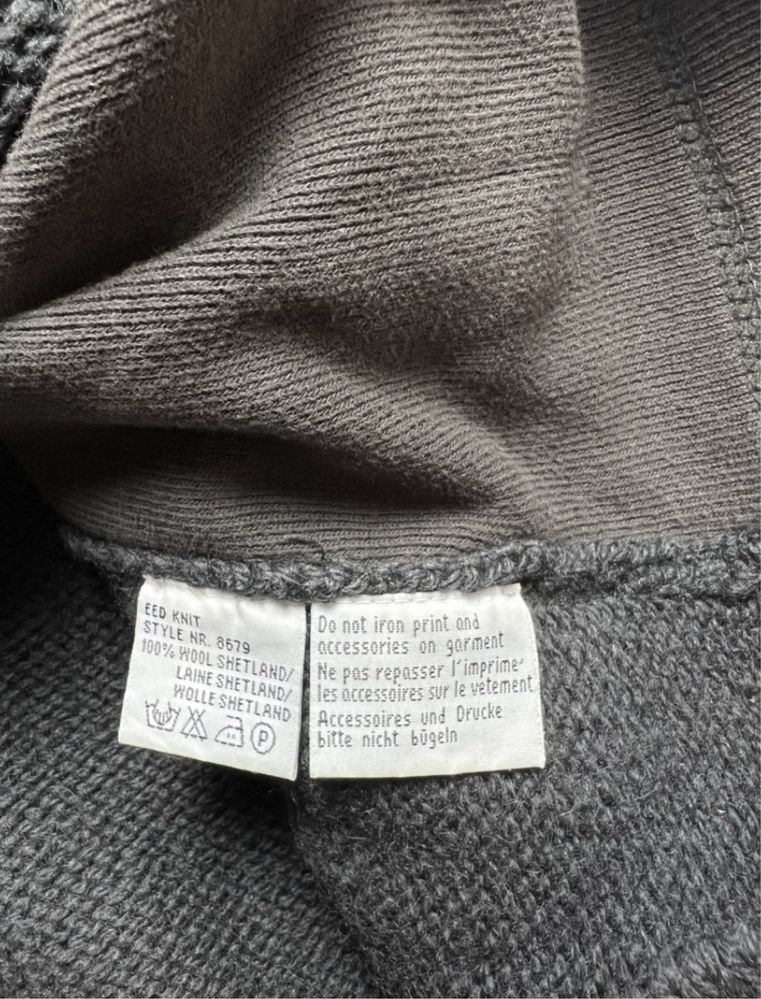 EED KNIT
STYLE NR. 8679
100% WOOL SHETLAND/
LAINE SHETLAND/
WOLLE SHETLAND
P
Do not iron print and
accessories on garment
Ne pas repasser l'imprime-
les accessoires sur le vetement
Accessoires und Drucke
bitte nicht bügeln